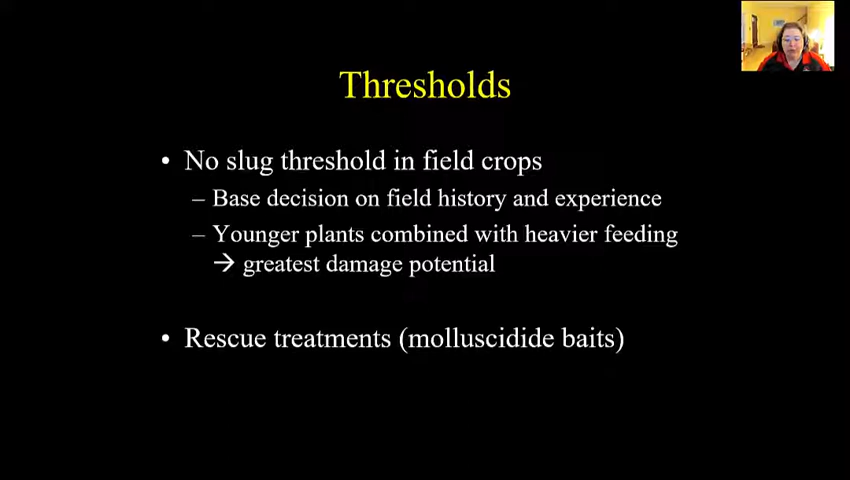 Thresholds
• No slug threshold in field crops
– Base decision on field history and experience
– Younger plants combined with heavier feeding
→ greatest damage potential
• Rescue treatments (molluscidide baits)